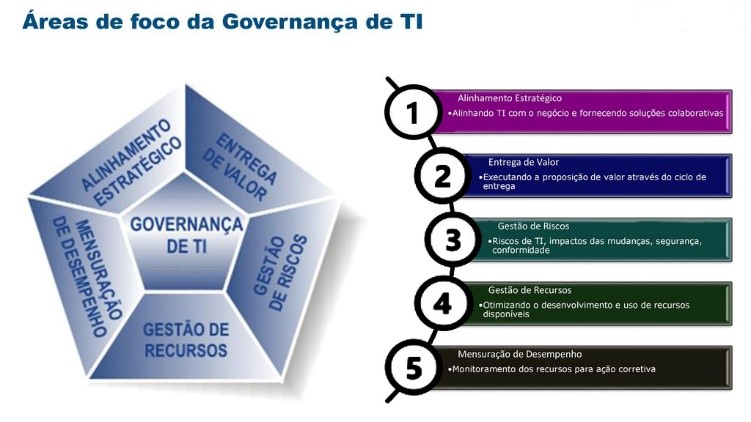 Áreas de foco da Governança de TI
ALINHAMENTO
ESTRATÉGICO
ENTREGA
DE VALOR
MENSURAÇÃO
DE DESEMPENHO
GOVERNANÇA
DE TI
GESTÃO
DE RISCOS
GESTÃO DE
RECURSOS
1
Alinhamento Estratégico
•Alinhando TI com o negócio e fornecendo soluções colaborativas
2
Entrega de Valor
•Executando a proposição de valor através do ciclo de
entrega
3
Gestão de Riscos
•Riscos de TI, impactos das mudanças, segurança,
conformidade
4
Gestão de Recursos
•Otimizando o desenvolvimento e uso de recursos
disponíveis
5
Mensuração de Desempenho
•Monitoramento dos recursos para ação corretiva